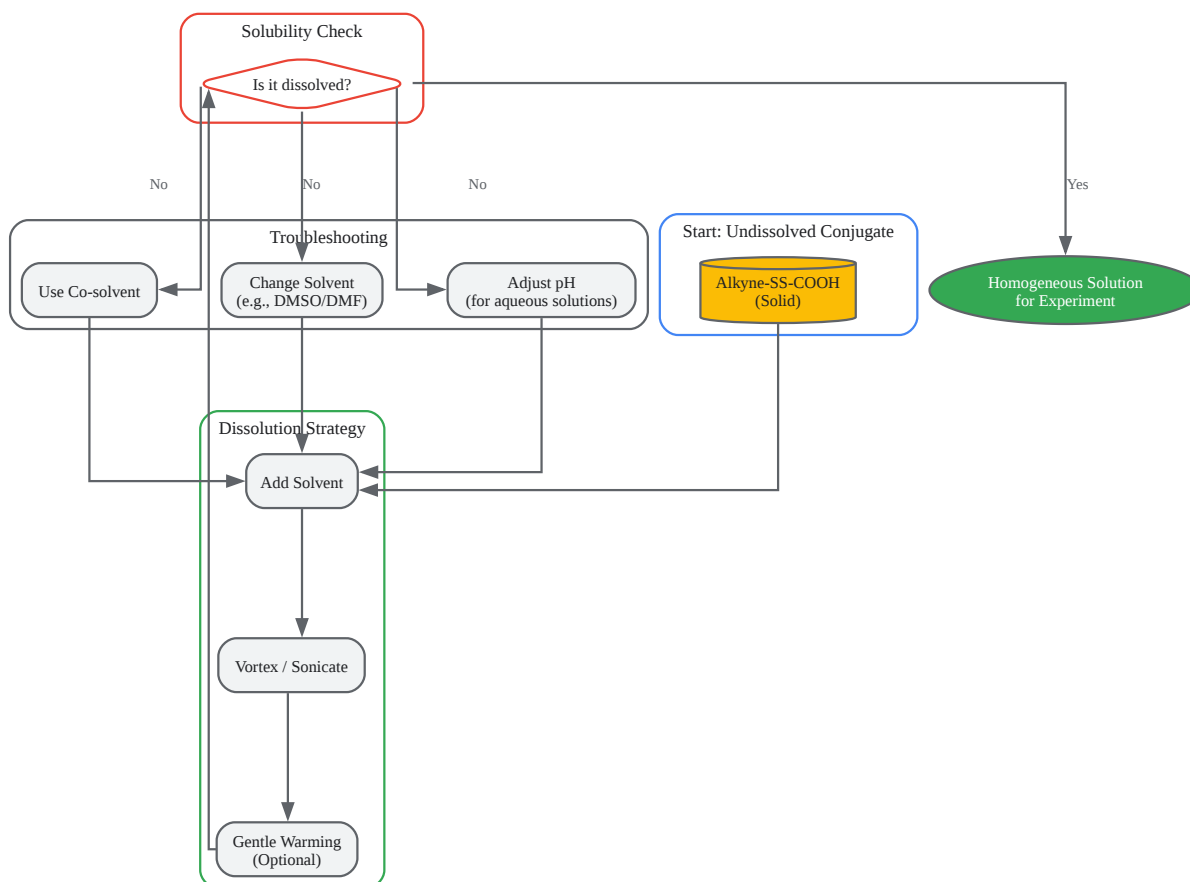 Solubility Check
Is it dissolved?
No
No
No
Yes
Troubleshooting
Start: Undissolved Conjugate
Use Co-solvent
Change Solvent
(e.g., DMSO/DMF)
Adjust pH
(for aqueous solutions)
Alkyne-SS-COOH
(Solid)
Homogeneous Solution
for Experiment
Dissolution Strategy
Add Solvent
Vortex / Sonicate
Gentle Warming
(Optional)